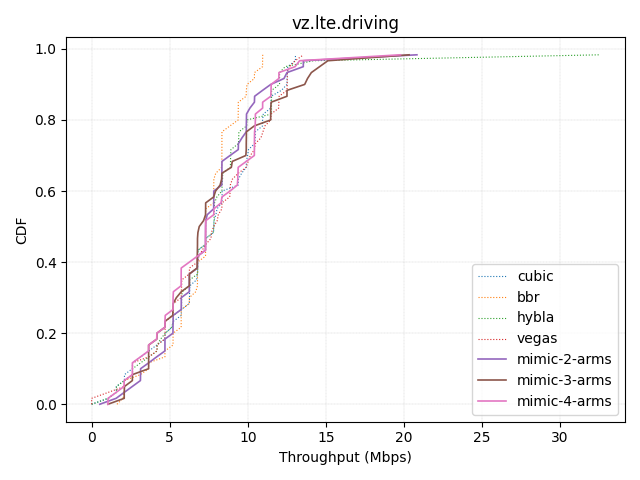 vz.lte.driving
1.0
0.8
0.6
0.4
0.2
0.0
CDF
0
5
10
15
20
25
30
Throughput (Mbps)
cubic
bbr
hybla
vegas
mimic-2-arms
mimic-3-arms
mimic-4-arms